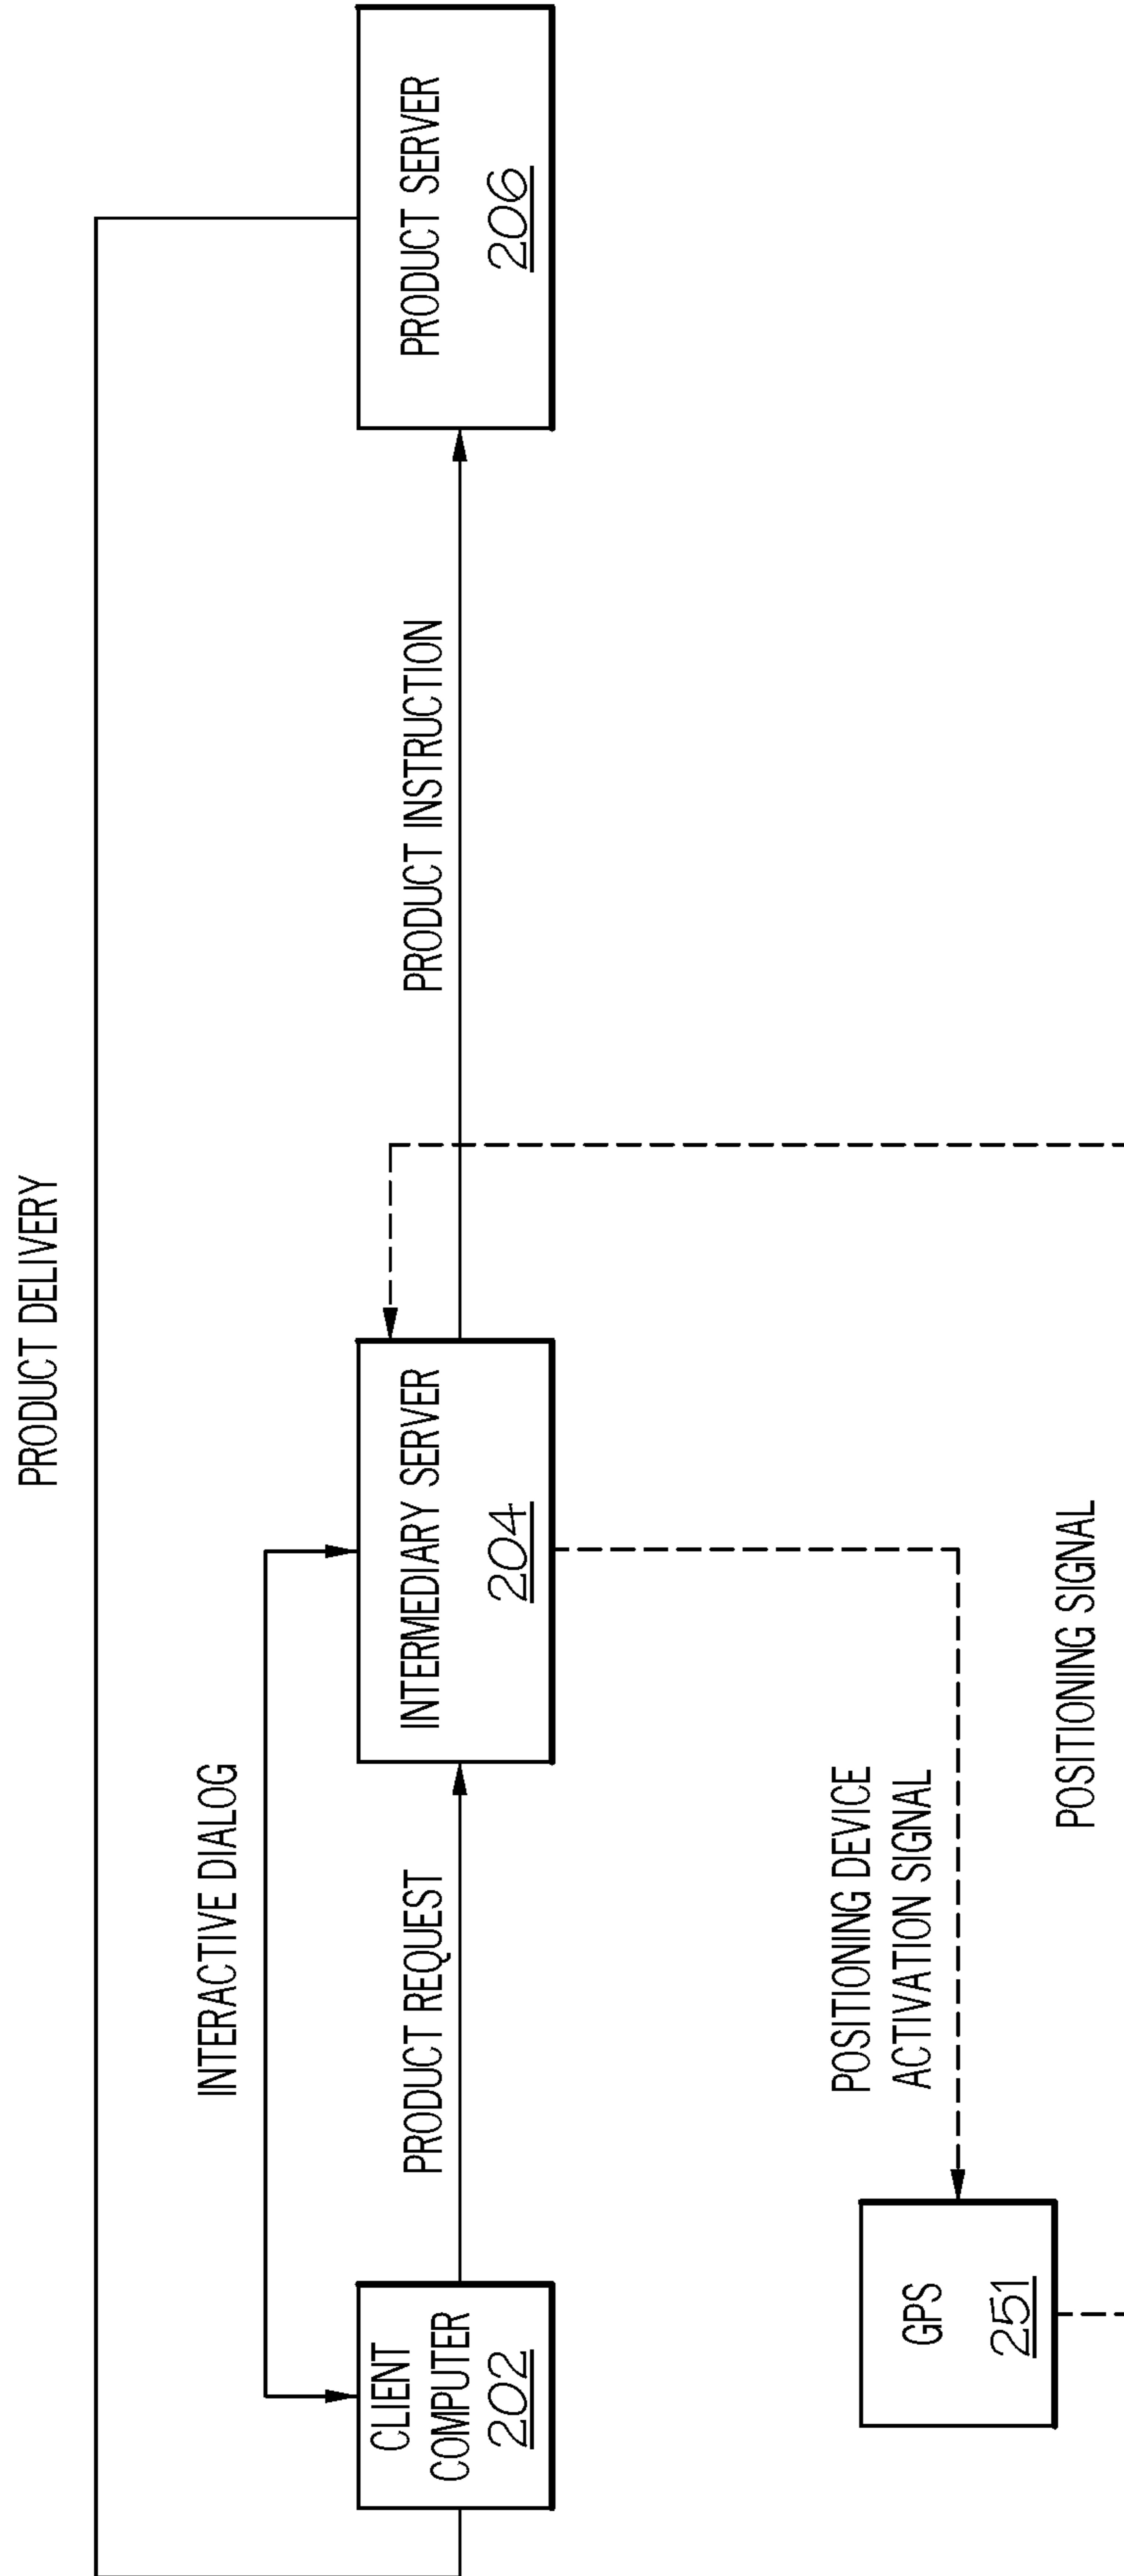 PRODUCT DELIVERY
INTERACTIVE DIALOG
CLIENT
COMPUTER
202
PRODUCT REQUEST
INTERMEDIARY SERVER
204
PRODUCT INSTRUCTION
PRODUCT SERVER
206
POSITIONING DEVICE
ACTIVATION SIGNAL
GPS
251
POSITIONING SIGNAL